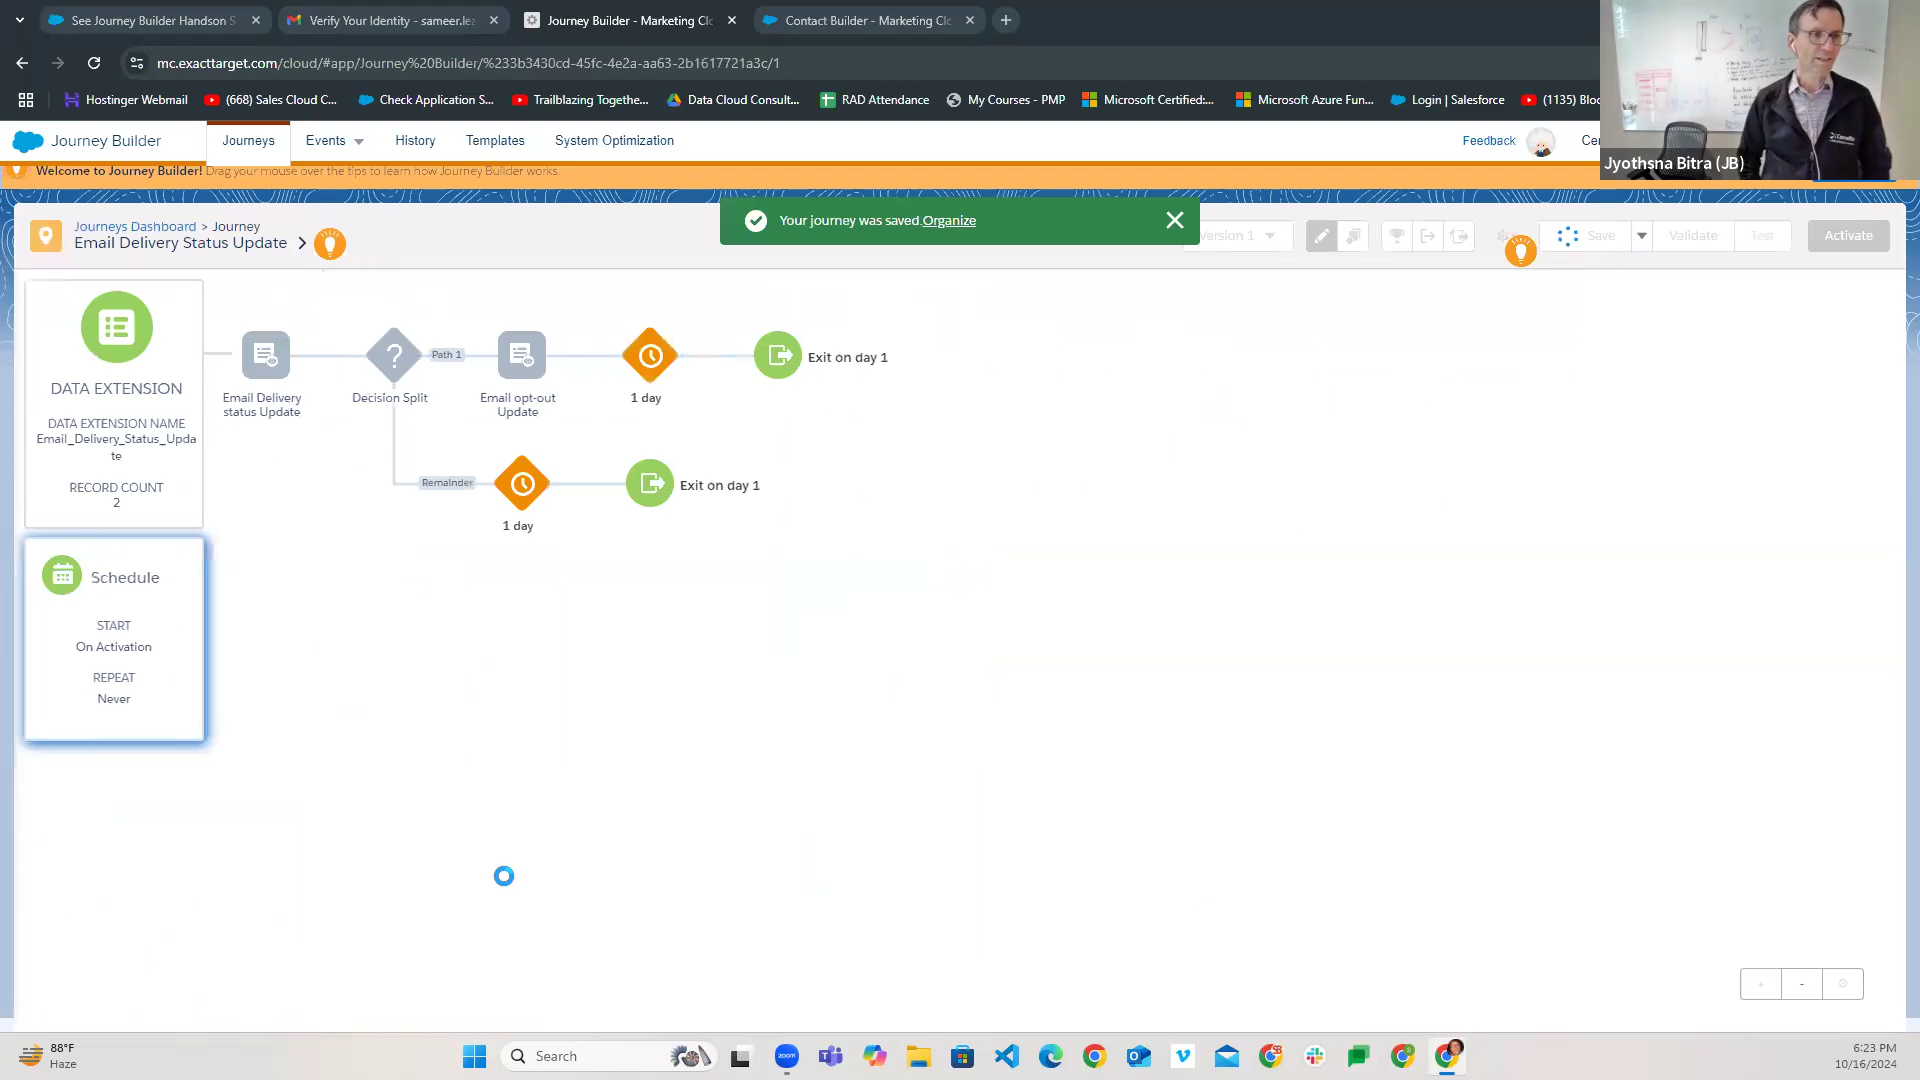 See Journey Builder Handson S
Verify Your Identity - sameer.lea
Journey Builder - Marketing Clo
Contact Builder - Marketing Clo
mc.exacttarget.com/cloud/#app/Journey%20Builder/%233b3430cd-45fc-4e2a-aa63-2b1617721a3c/1
Hostinger Webmail
(668) Sales Cloud C...
Check Application S...
Trailblazing Togethe...
Data Cloud Consult...
RAD Attendance
My Courses - PMP
Microsoft Certified:...
Microsoft Azure Fun...
Login | Salesforce
(1135) Bloc
Journey Builder
Journeys
Events
History
Templates
System Optimization
Feedback
Cer
Jyothsna Bitra (JB)
Welcome to Journey Builder! Drag your mouse over the tips to learn how Journey Builder works.
Journeys Dashboard > Journey
Email Delivery Status Update
Your journey was saved.Organize
Version 1
Save
Validate
Test
Activate
DATA EXTENSION
DATA EXTENSION NAME
Email_Delivery_Status_Upda
te
RECORD COUNT
2
Email Delivery
status Update
Decision Split
Path 1
Email opt-out
Update
1 day
Exit on day 1
Remainder
1 day
Exit on day 1
Schedule
START
On Activation
REPEAT
Never
88°F
Haze
Search
zoom
6:23 PM
10/16/2024